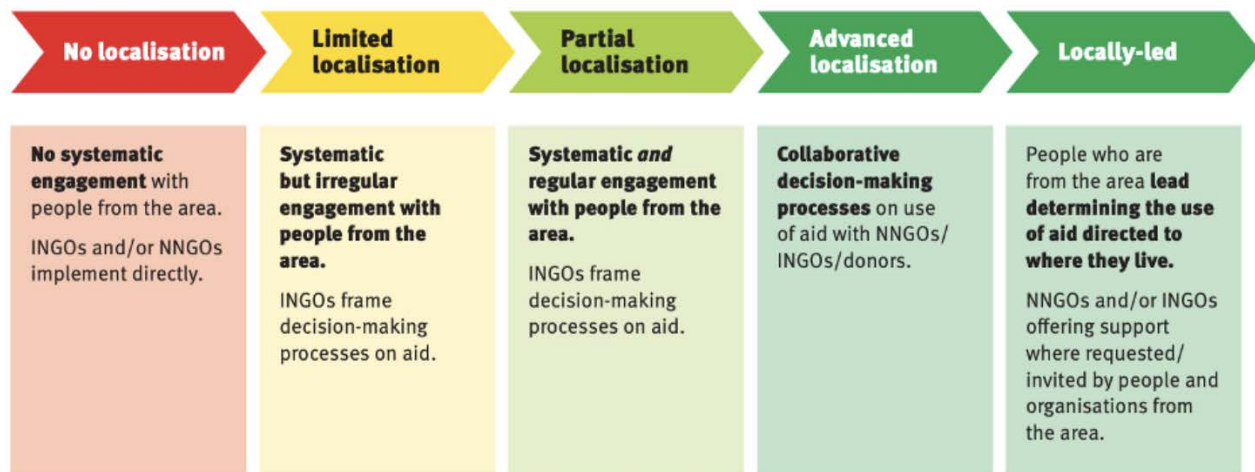 No localisation
Limited
localisation
Partial
localisation
Advanced
localisation
Locally-led
No systematic
engagement with
people from the area.
INGOs and/or NNGOs
implement directly.
Systematic
but irregular
engagement with
people from the
area.
INGOs frame
decision-making
processes on aid.
Systematic and
regular engagement
with people from the
area.
INGOs frame
decision-making
processes on aid.
Collaborative
decision-making
processes on use
of aid with NNGOs/
INGOs/donors.
People who are
from the area lead
determining the use
of aid directed to
where they live.
NNGOs and/or INGOs
offering support
where requested/
invited by people and
organisations from
the area.